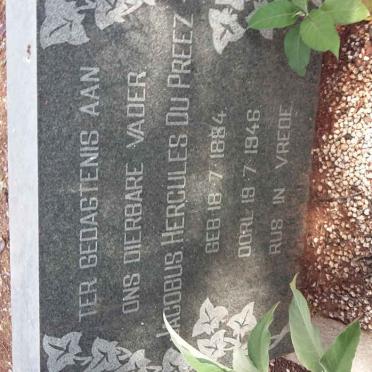 TER GEDAGTENIS AAN
ONS DIERBARE VADER
JACOBUS HERCULES DU PREEZ
GEB. 18 7 1884
OORL. 19 7 1946
RUS IN VREDE